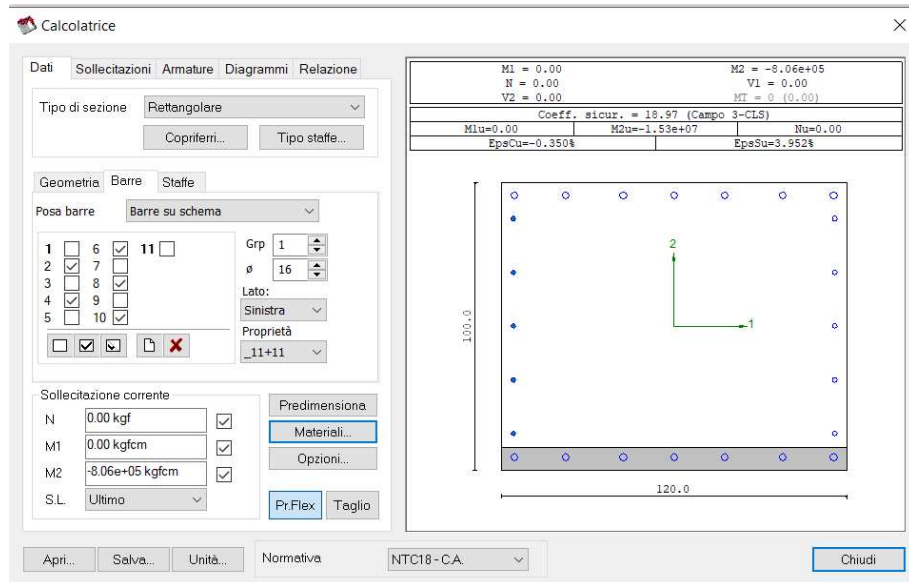 Calcolatrice
Dati Sollecitazioni Armature Diagrammi Relazione
Tipo di sezione Rettangolare
Copriferri... Tipo staffe...
Geometria Barre Staffe
Posa barre Barre su schema
1 6 11
2 7
3 8
4 9
5 10
Grp 1
ø 16
Lato:
Sinistra
Proprietà
_11+11
Sollecitazione corrente
N 0.00 kgf
M1 0.00 kgfcm
M2 -8.06e+05 kgfcm
S.L. Ultimo
Predimensiona
Materiali...
Opzioni...
Pr.Flex Taglio
M1 = 0.00 M2 = -8.06e+05
N = 0.00 V1 = 0.00
V2 = 0.00 MT = 0 (0.00)
Coeff. sicur. = 18.97 (Campo 3-CLS)
M1u=0.00 M2u=-1.53e+07 Nu=0.00
EpsCu=-0.350% EpsSu=3.952%
2
1
100.0
120.0
Apri... Salva... Unità... Normativa NTC18 - C.A. Chiudi